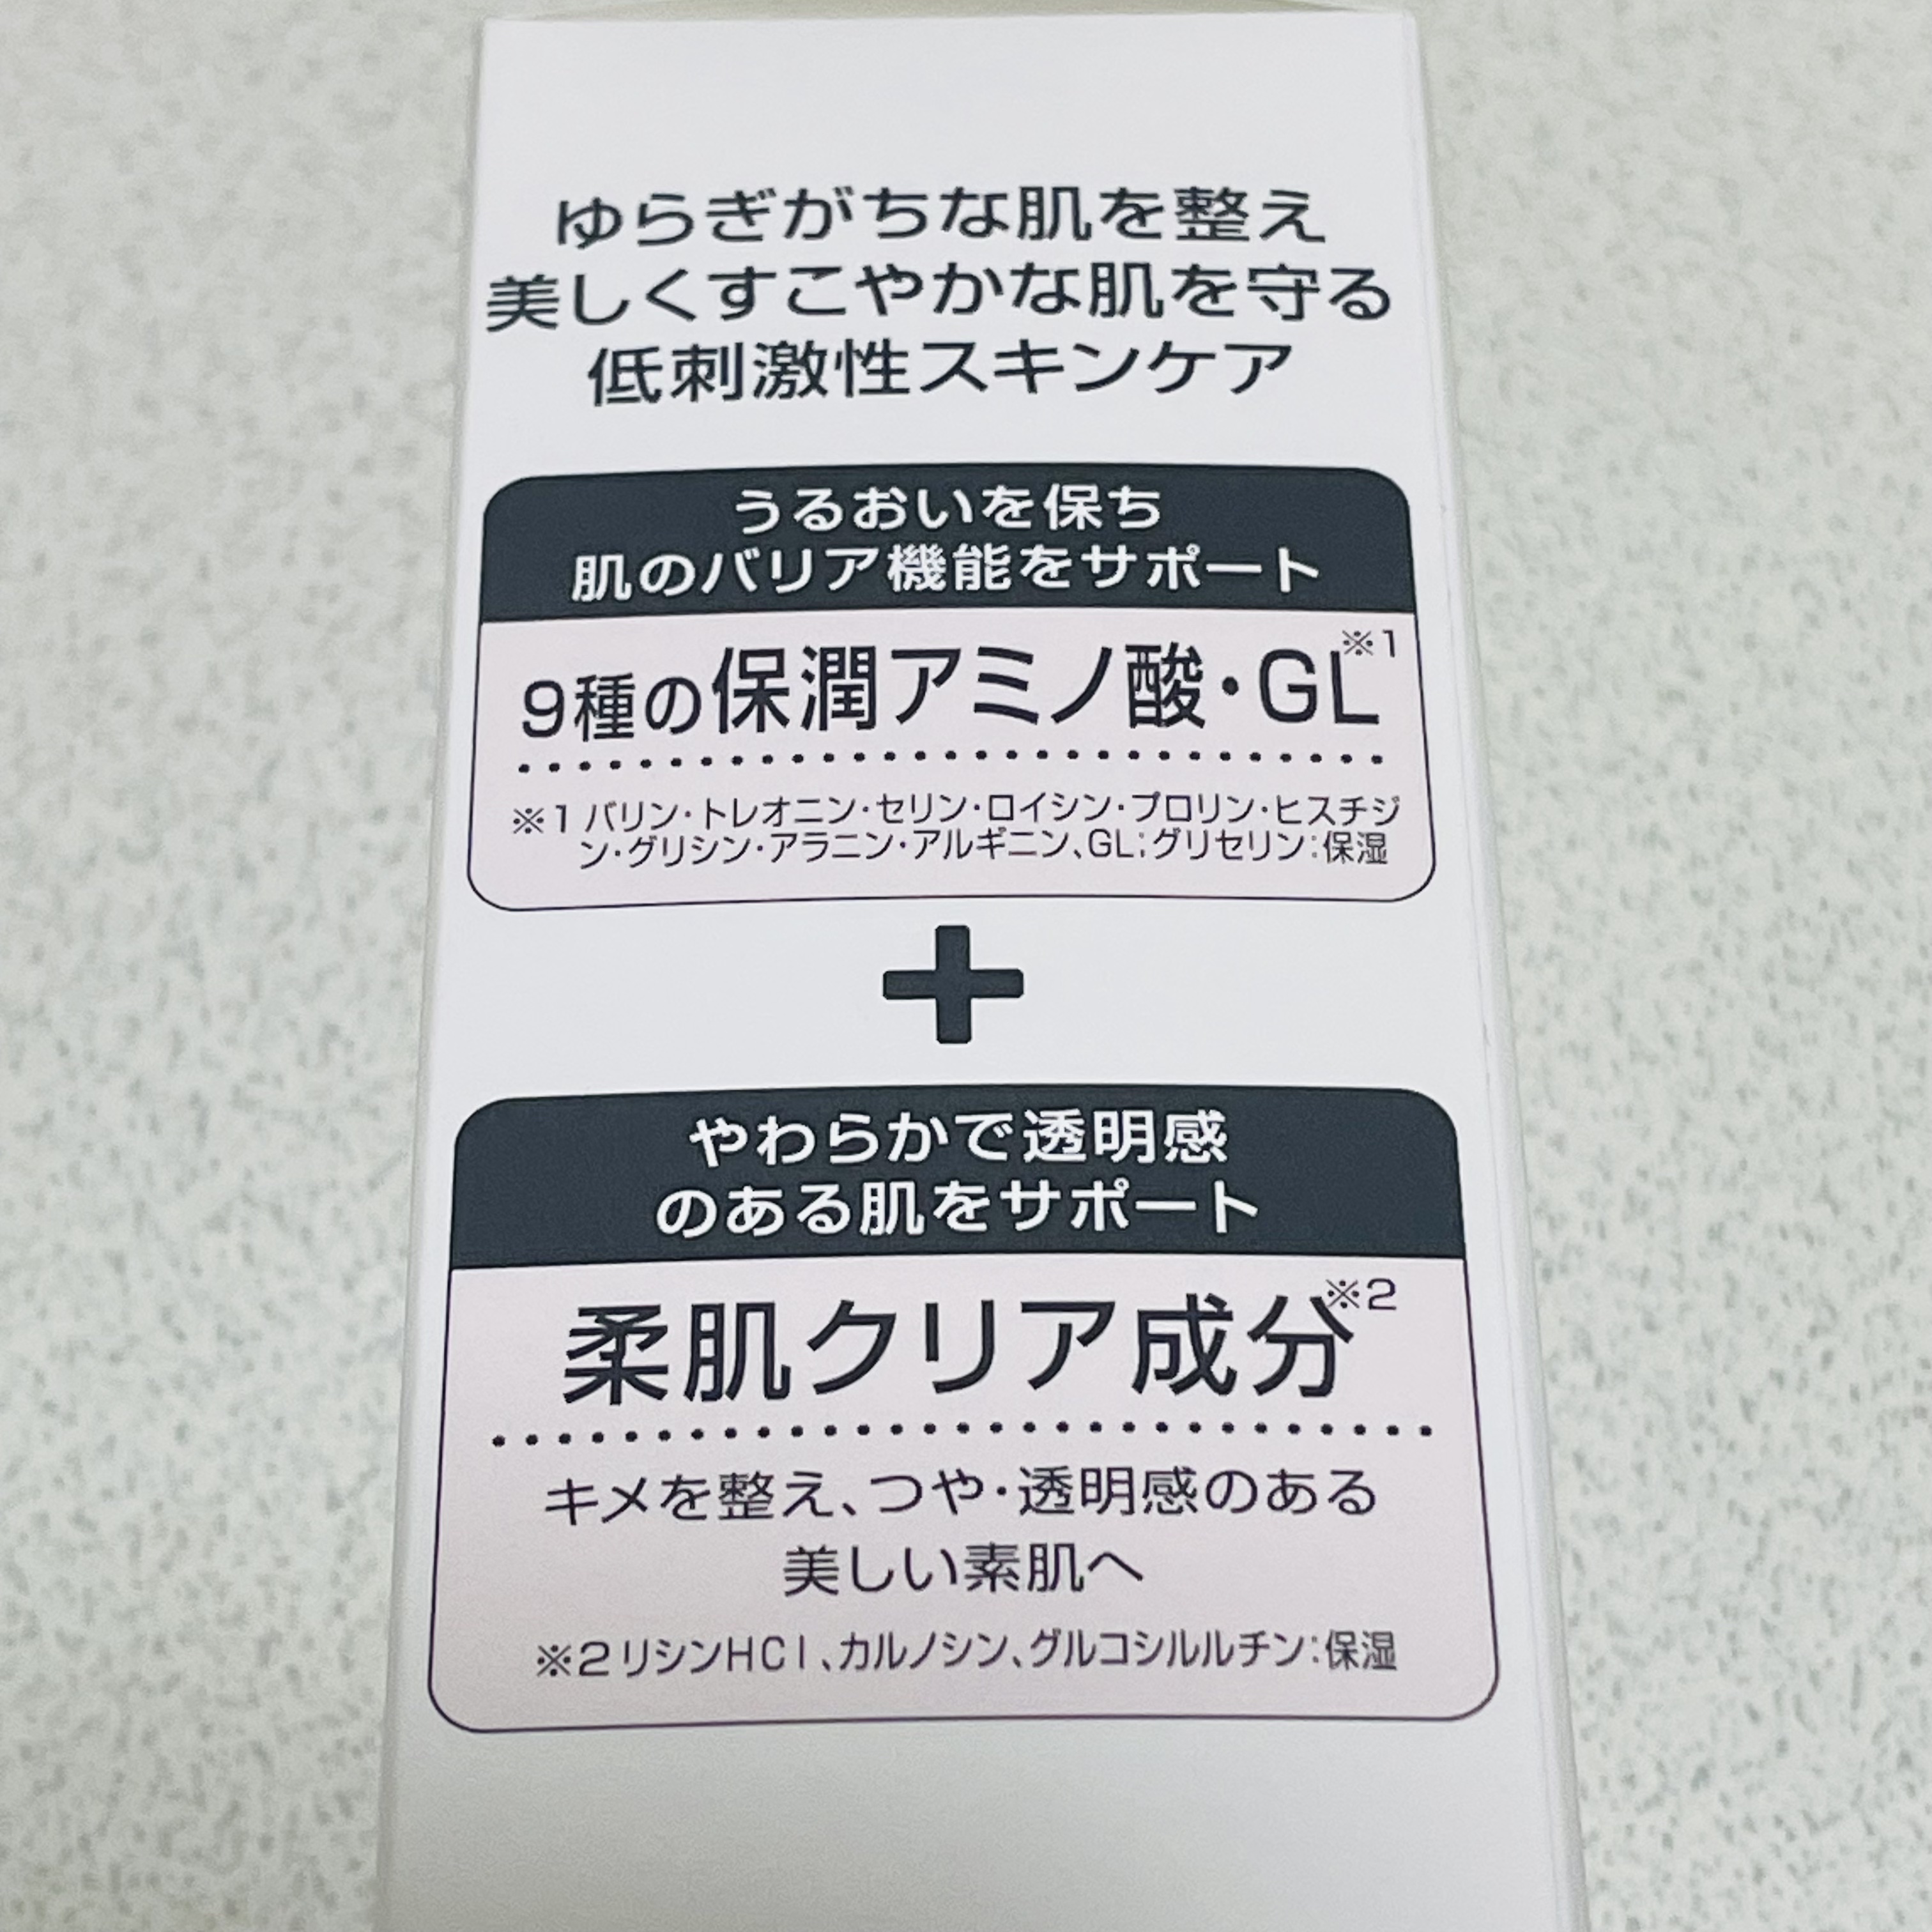 ゆらぎがちな肌を整え
美しくすこやかな肌を守る
低刺激性スキンケア
うるおいを保ち
肌のバリア機能をサポート
9種の保潤アミノ酸・GL※1
※1 バリン・トレオニン・セリン・ロイシン・プロリン・ヒスチジ
ン・グリシン・アラニン・アルギニン、GL:グリセリン:保湿
+
やわらかで透明感
のある肌をサポート
柔肌クリア成分※2
キメを整え、つや・透明感のある
美しい素肌へ
※2 リシンHCl、カルノシン、グルコシルルチン:保湿